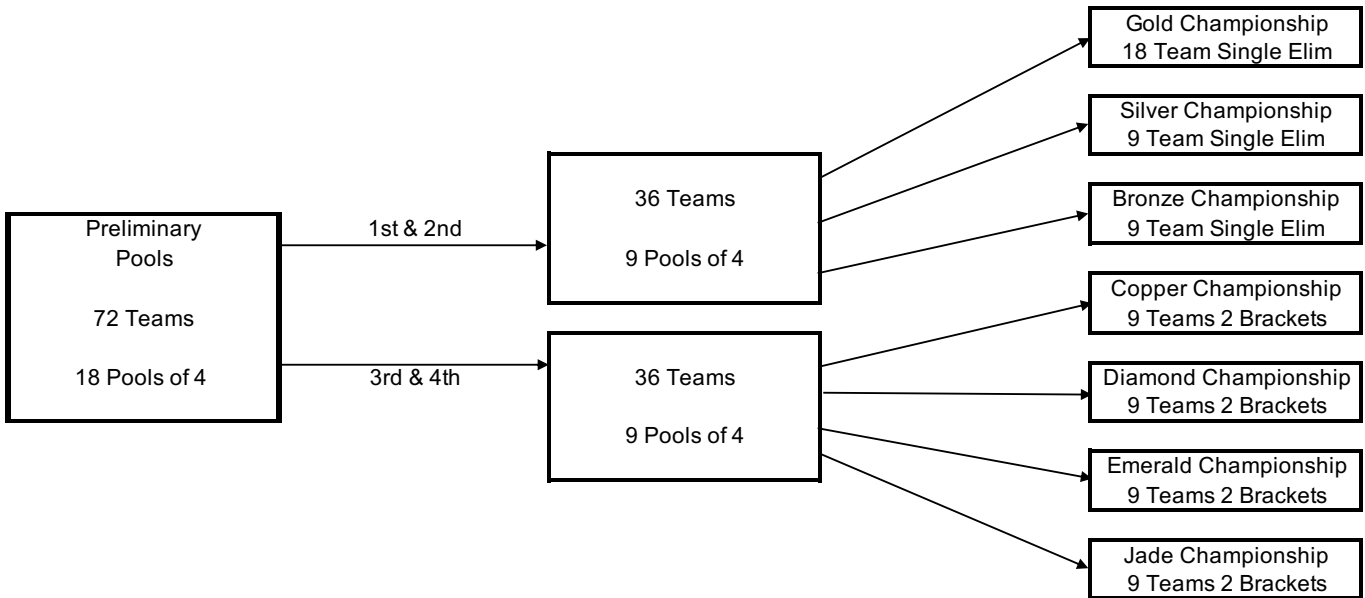 Preliminary
Pools
72 Teams
18 Pools of 4
1st & 2nd
3rd & 4th
36 Teams
9 Pools of 4
36 Teams
9 Pools of 4
Gold Championship
18 Team Single Elim
Silver Championship
9 Team Single Elim
Bronze Championship
9 Team Single Elim
Copper Championship
9 Teams 2 Brackets
Diamond Championship
9 Teams 2 Brackets
Emerald Championship
9 Teams 2 Brackets
Jade Championship
9 Teams 2 Brackets